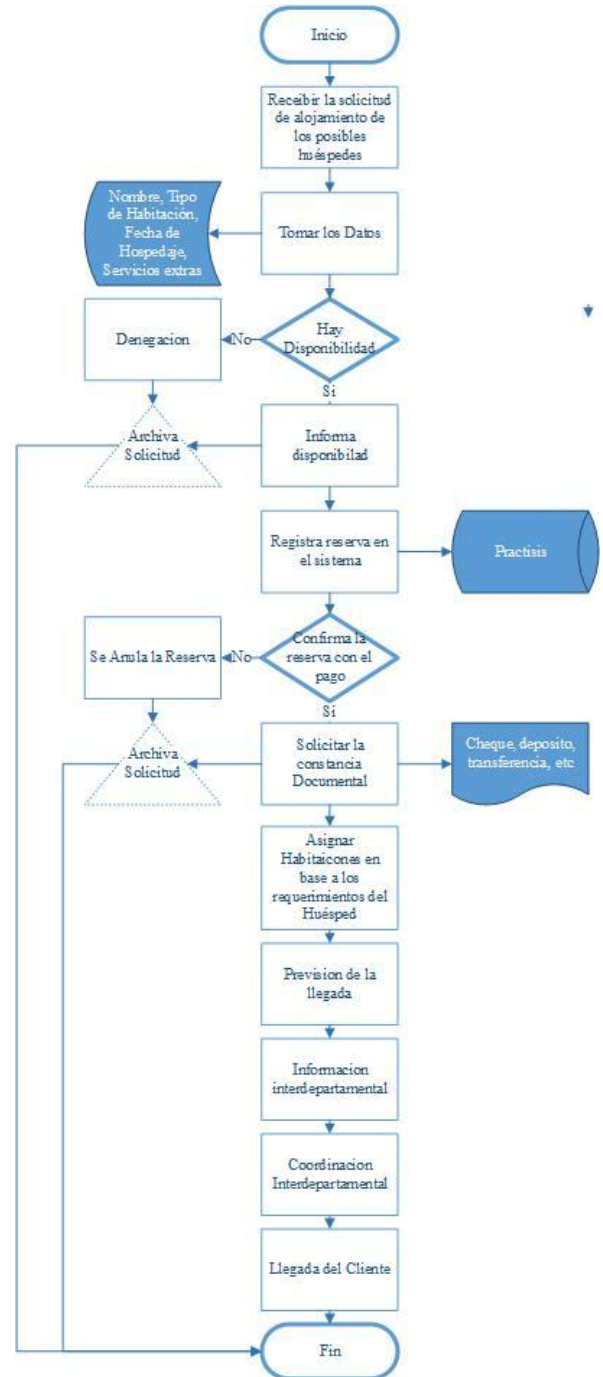 Inicio
Receibir la solicitud
de alojamiento de
los posibles
huéspedes
Nombre, Tipo
de Habitación,
Fecha de
Hospedaje,
Servicios extras
Tomar los Datos
Denegacion
No
Hay
Disponibilidad
Si
Archiva
Solicitud
Informa
disponibilad
Registra reserva en
el sistema
Practisis
Se Anula la Reserva
No
Confirma la
reserva con el
pago
Si
Archiva
Solicitud
Solicitar la
constancia
Documental
Cheque, deposito,
transferencia, etc
Asignar
Habitaicones en
base a los
requerimientos del
Huésped
Prevision de la
llegada
Informacion
interdepartamental
Coordinacion
Interdepartamental
Llegada del Cliente
Fin